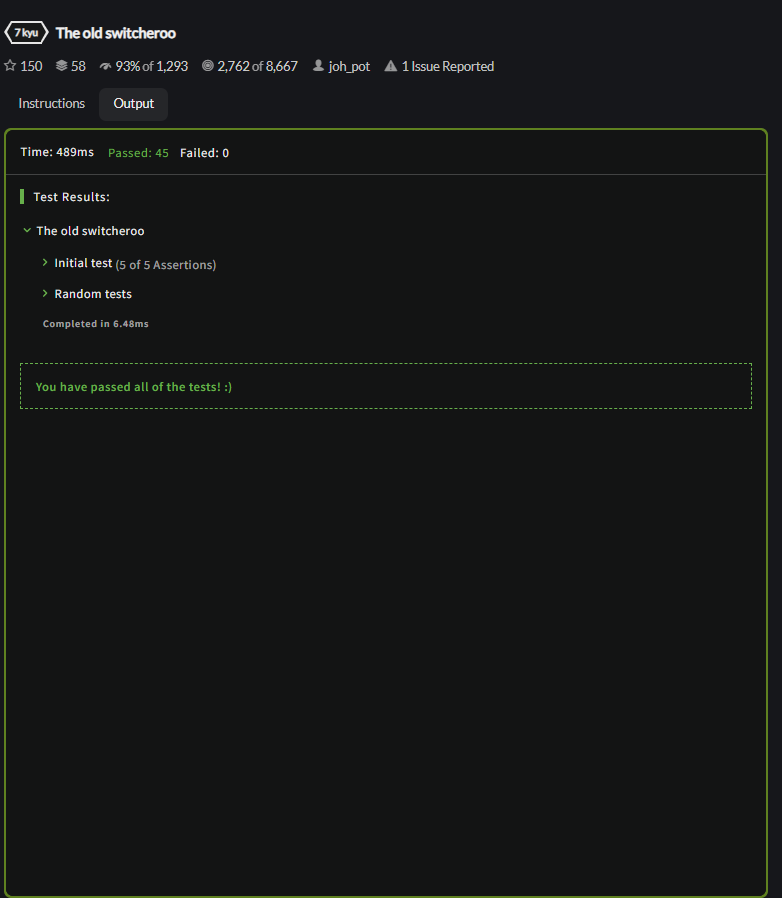 7 kyu The old switcheroo
150 58 93% of 1,293 2,762 of 8,667 joh_pot 1 Issue Reported
Instructions Output
Time: 489ms Passed: 45 Failed: 0
Test Results:
The old switcheroo
Initial test (5 of 5 Assertions)
Random tests
Completed in 6.48ms
You have passed all of the tests! :)